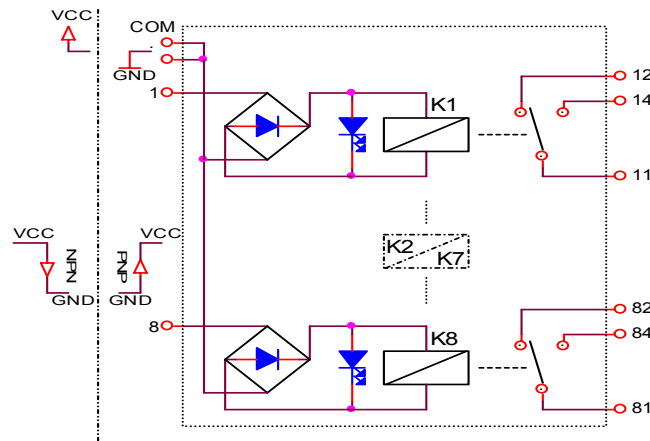 VCC
COM
GND
1
K1
12
14
11
VCC
NPN
GND
VCC
PNP
GND
K2
K7
8
K8
82
84
81